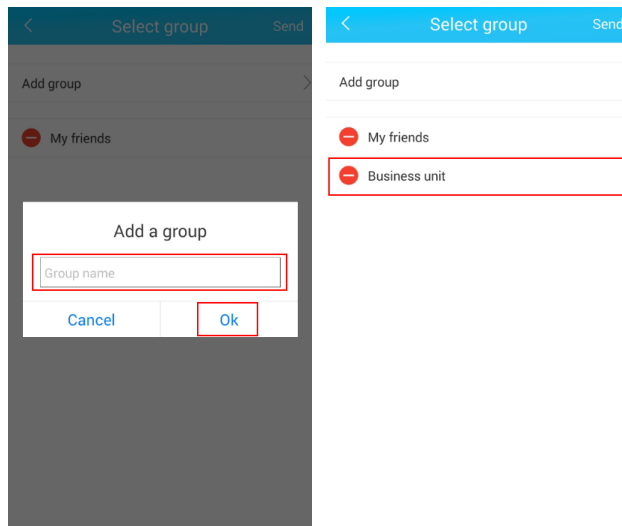 Select group Send
Add group
My friends
Add a group
Group name
Cancel Ok
Select group Send
Add group
My friends
Business unit